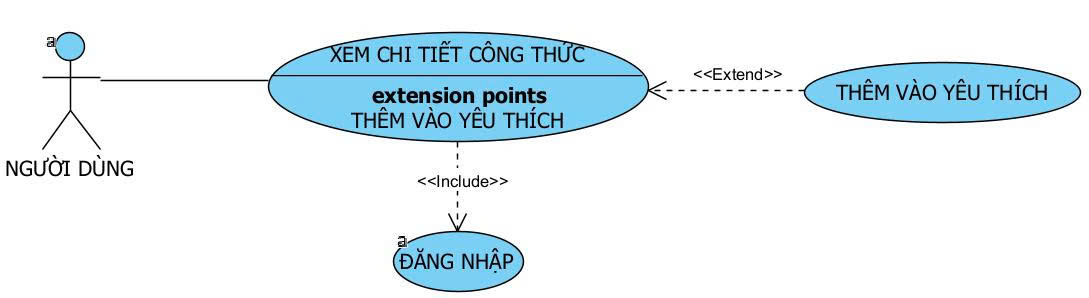 a
NGƯỜI DÙNG
XEM CHI TIẾT CÔNG THỨC
extension points
THÊM VÀO YÊU THÍCH
<<Extend>>
THÊM VÀO YÊU THÍCH
<<Include>>
a
ĐĂNG NHẬP